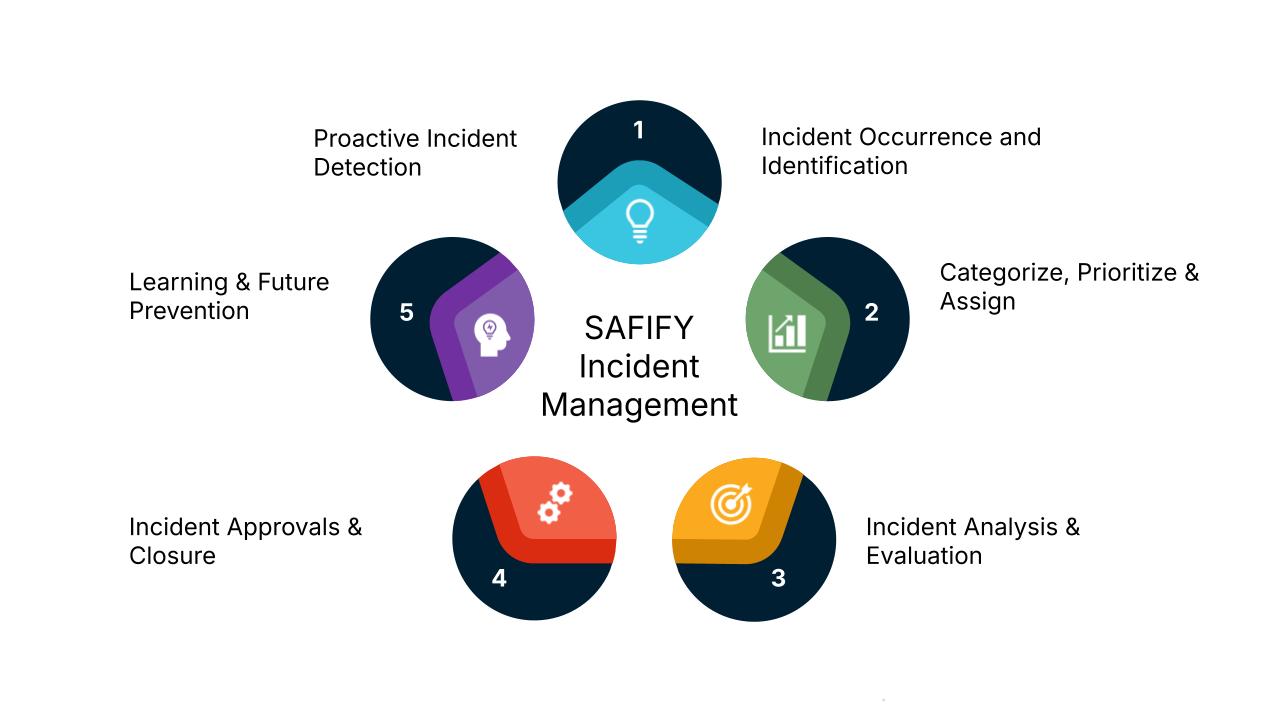 Proactive Incident
Detection
1
Incident Occurrence and
Identification
Learning & Future
Prevention
5
SAFIFY
Incident
Management
2
Categorize, Prioritize &
Assign
Incident Approvals &
Closure
4
3
Incident Analysis &
Evaluation